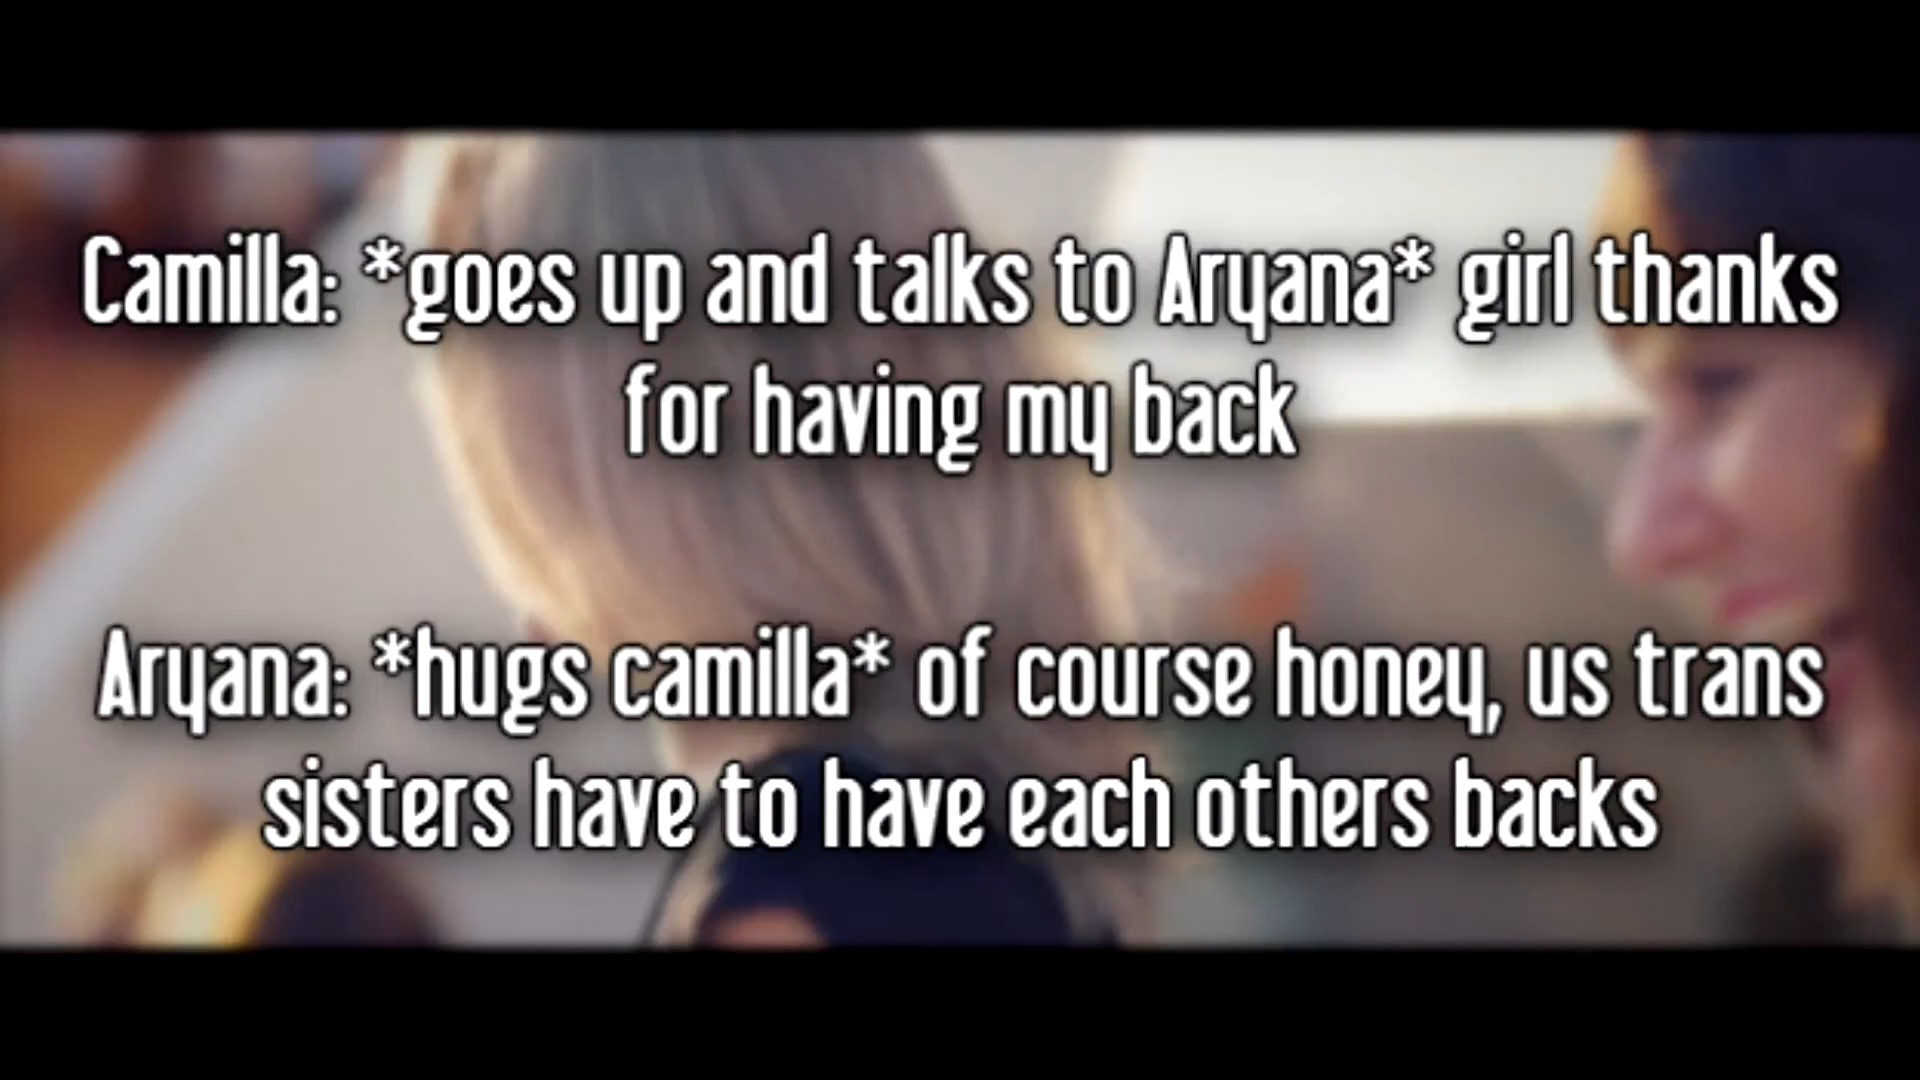 Camilla: *goes up and talks to Aryana* girl thanks
for having my back
Aryana: *hugs camilla* of course honey, us trans
sisters have to have each others backs